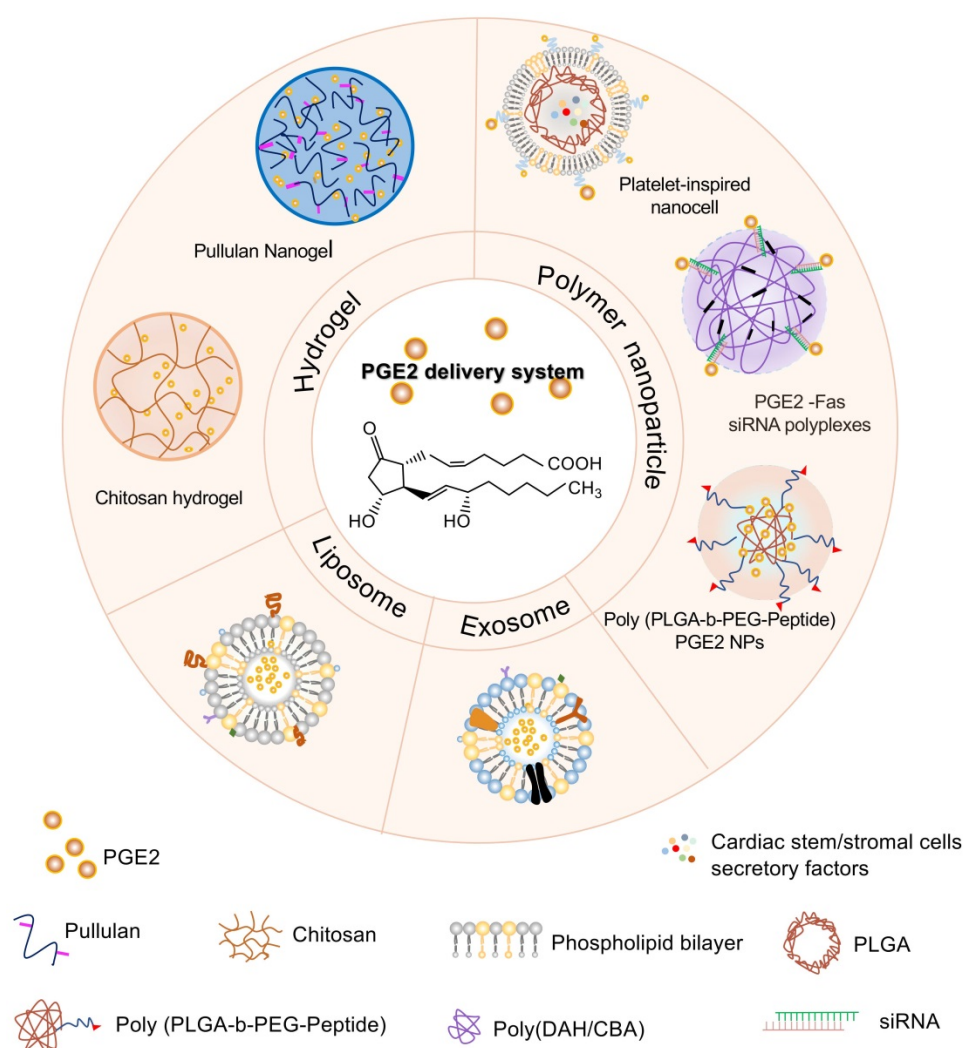 Platelet-inspired
nanocell
Pullulan Nanogel
Hydrogel
Polymer nanoparticle
PGE2 delivery system
PGE2 -Fas
siRNA polyplexes
O
COOH
CH3
HO
HO
Chitosan hydrogel
Liposome
Exosome
Poly (PLGA-b-PEG-Peptide)
PGE2 NPs
PGE2
Cardiac stem/stromal cells
secretory factors
Pullulan
Chitosan
Phospholipid bilayer
PLGA
Poly (PLGA-b-PEG-Peptide)
Poly(DAH/CBA)
siRNA